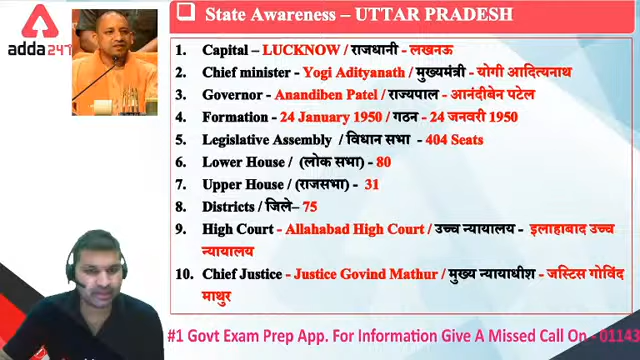 State Awareness – UTTAR PRADESH
adda247
1. Capital – LUCKNOW / राजधानी - लखनऊ
2. Chief minister - Yogi Adityanath / मुख्यमंत्री - योगी आदित्यनाथ
3. Governor - Anandiben Patel / राज्यपाल - आनंदीबेन पटेल
4. Formation - 24 January 1950 / गठन - 24 जनवरी 1950
5. Legislative Assembly / विधान सभा - 404 Seats
6. Lower House / (लोक सभा) - 80
7. Upper House / (राजसभा) - 31
8. Districts / जिले– 75
9. High Court - Allahabad High Court / उच्च न्यायालय - इलाहाबाद उच्च
न्यायालय
10. Chief Justice - Justice Govind Mathur / मुख्य न्यायाधीश - जस्टिस गोविंद
माथुर
#1 Govt Exam Prep App. For Information Give A Missed Call On - 01143